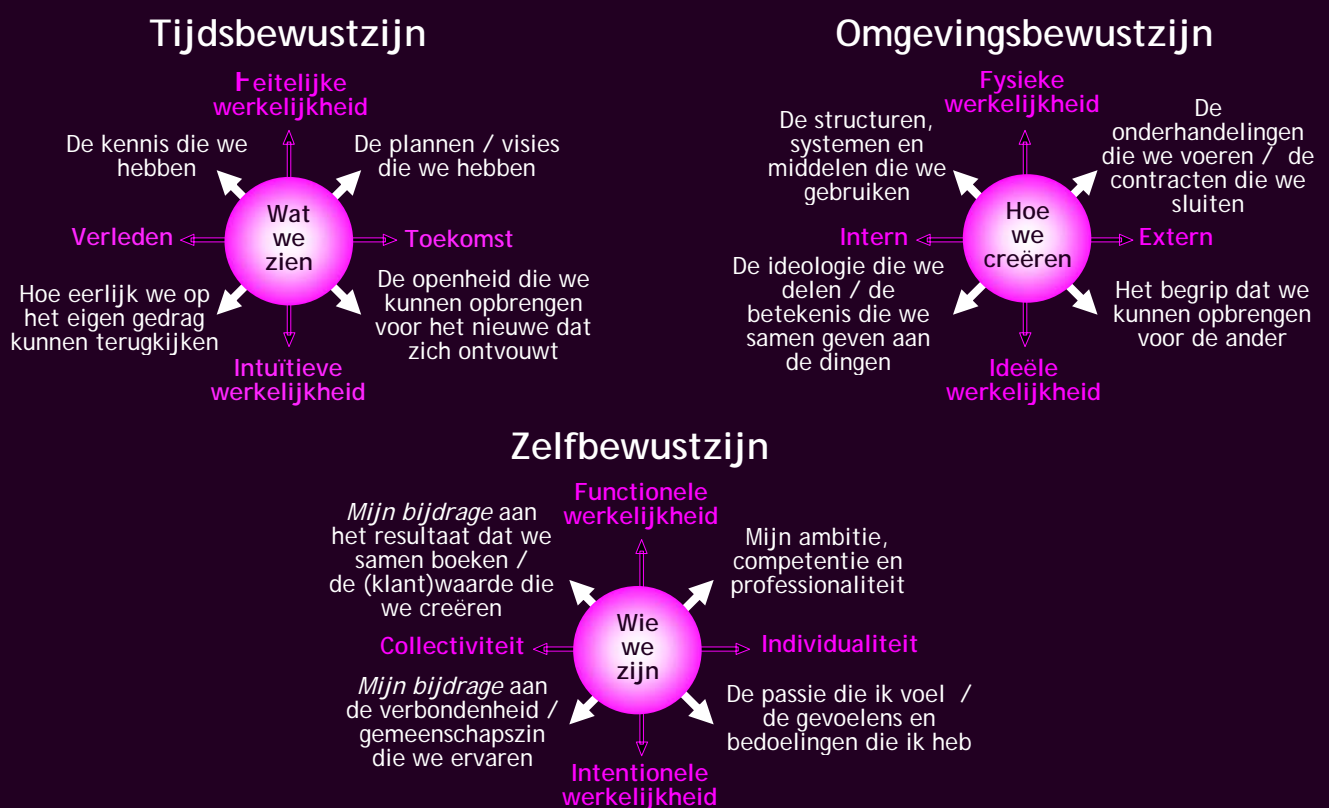 Tijdsbewustzijn
Feitelijke
werkelijkheid
De kennis die we
hebben
De plannen / visies
die we hebben
Wat
we
zien
Verleden
Toekomst
Hoe eerlijk we op
het eigen gedrag
kunnen terugkijken
De openheid die we
kunnen opbrengen
voor het nieuwe dat
zich ontvouwt
Intuïtieve
werkelijkheid
Omgevingsbewustzijn
Fysieke
werkelijkheid
De structuren,
systemen en
middelen die we
gebruiken
De
onderhandelingen
die we voeren / de
contracten die we
sluiten
Hoe
we
creëren
Intern
Extern
De ideologie die we
delen / de
betekenis die we
samen geven aan
de dingen
Het begrip dat we
kunnen opbrengen
voor de ander
Ideële
werkelijkheid
Zelfbewustzijn
Functionele
werkelijkheid
Mijn bijdrage aan
het resultaat dat we
samen boeken /
de (klant)waarde die
we creëren
Mijn ambitie,
competentie en
professionaliteit
Wie
we
zijn
Collectiviteit
Individualiteit
Mijn bijdrage aan
de verbondenheid /
gemeenschapszin
die we ervaren
De passie die ik voel /
de gevoelens en
bedoelingen die ik heb
Intentionele
werkelijkheid